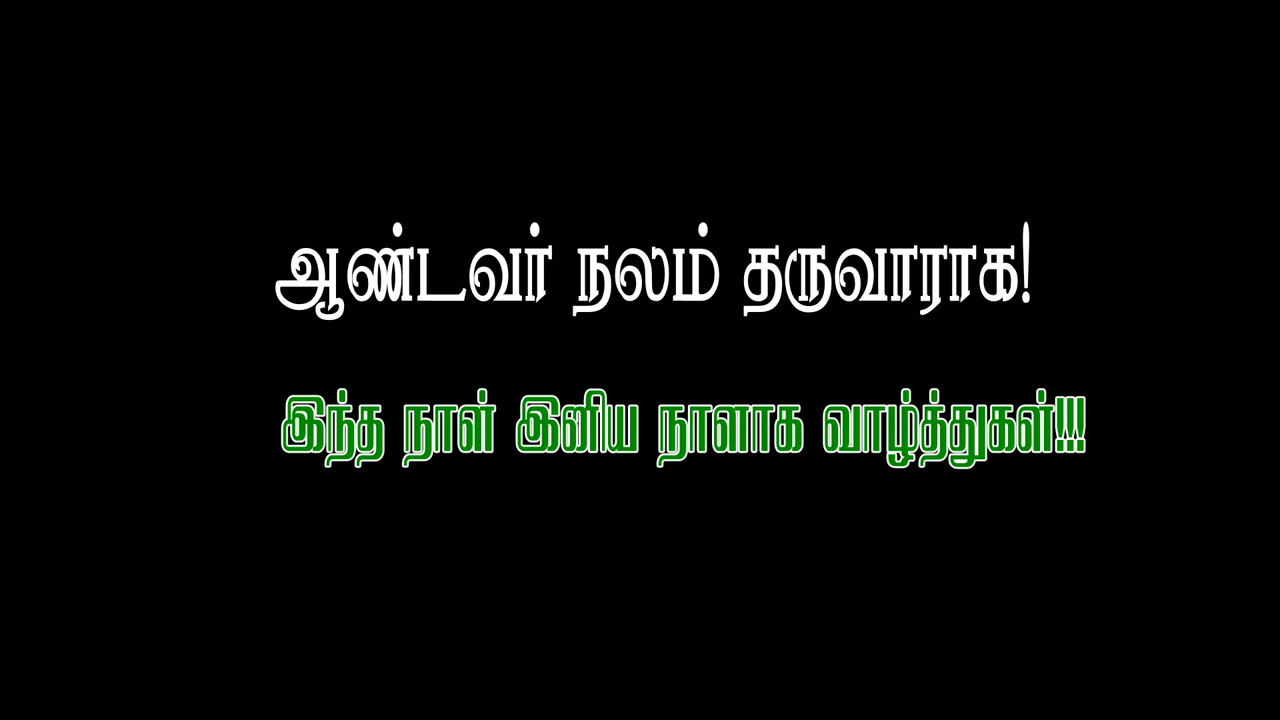 ஆண்டவர் நலம் தருவாராக!
இந்த நாள் இனிய நாளாக வாழ்த்துகள்!!!